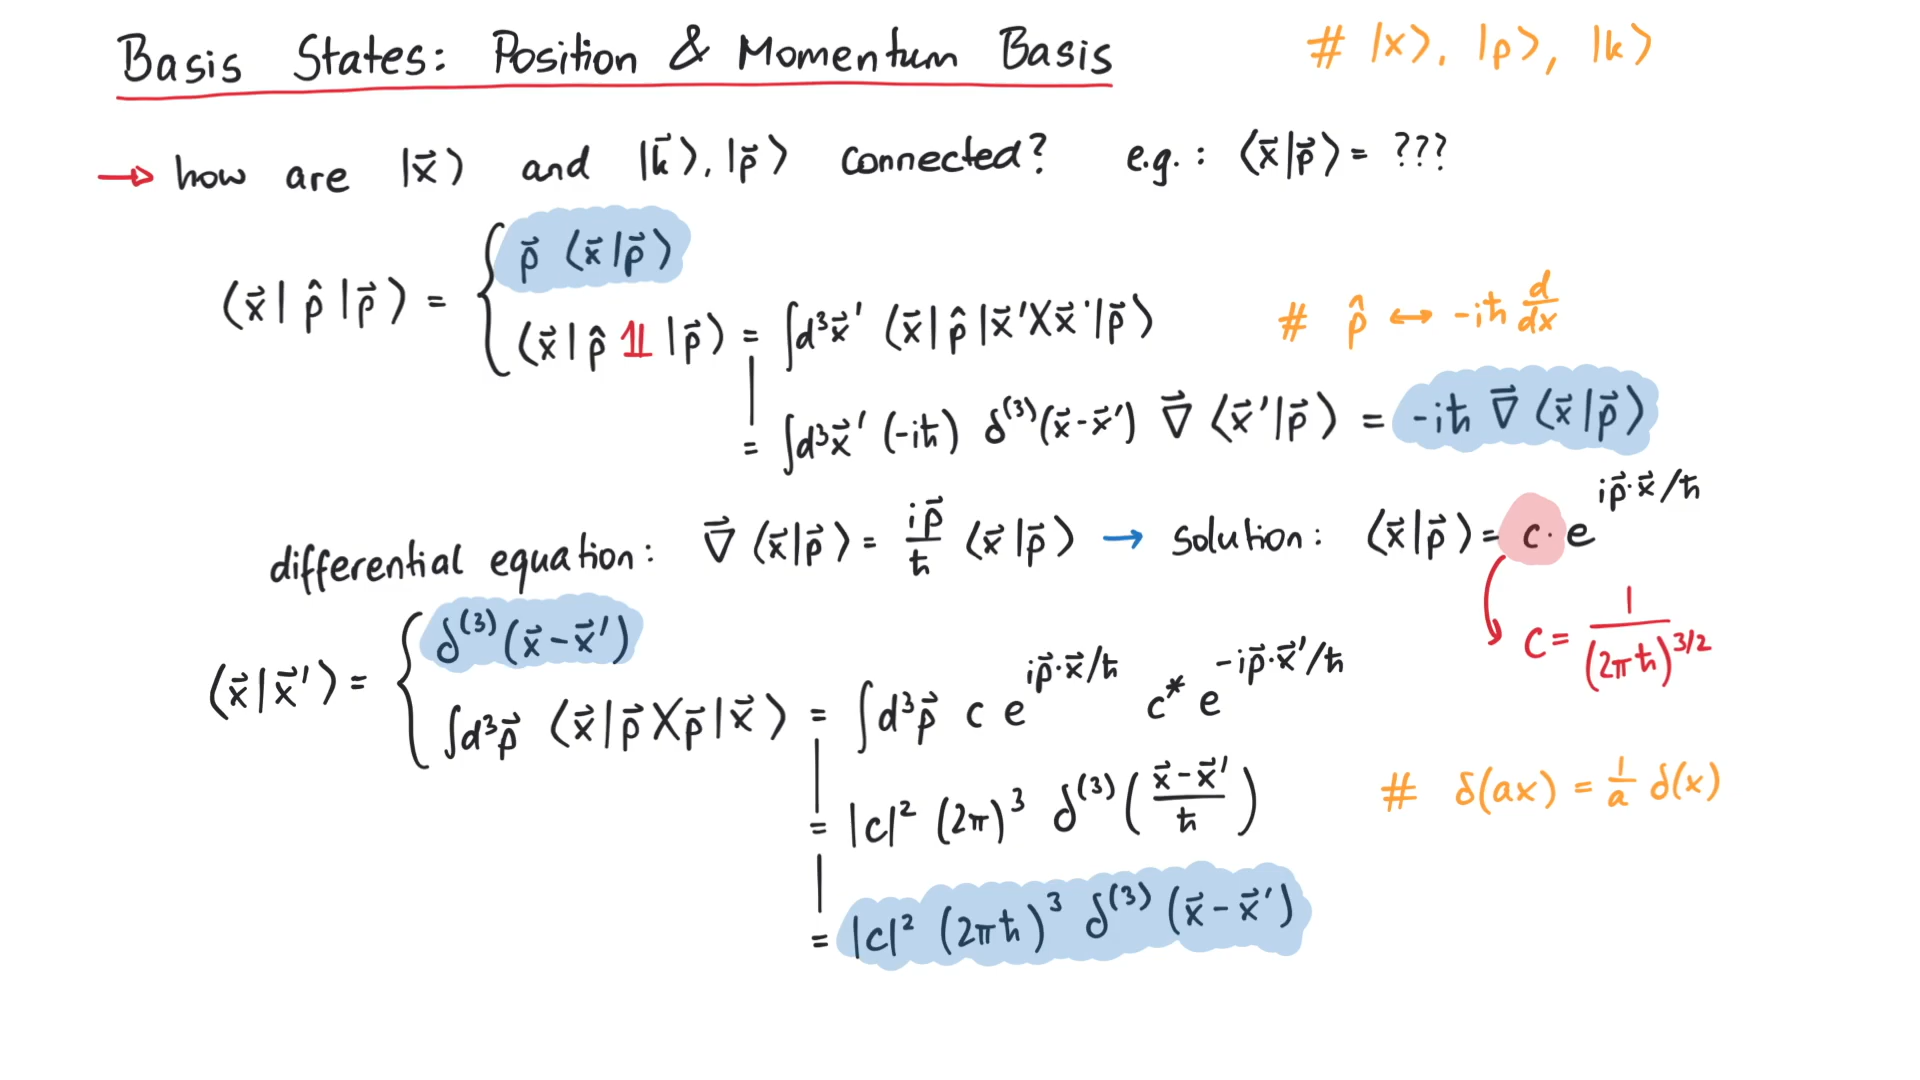 Basis States: Position & Momentum Basis # |x⟩, |p⟩, |k⟩
→ how are |x⃗⟩ and |k⃗⟩, |p⃗⟩ connected? e.g.: ⟨x⃗|p⃗⟩ = ???
⟨x⃗| p̂ |p⃗⟩ = { p⃗ ⟨x⃗|p⃗⟩
⟨x⃗| p̂ 𝟙 |p⃗⟩ = ∫d³x⃗' ⟨x⃗| p̂ |x⃗'⟩⟨x⃗'|p⃗⟩ # p̂ ↔ -iħ d/dx
= ∫d³x⃗' (-iħ) δ⁽³⁾(x⃗-x⃗') ∇⃗ ⟨x⃗'|p⃗⟩ = -iħ ∇⃗ ⟨x⃗|p⃗⟩
differential equation: ∇⃗ ⟨x⃗|p⃗⟩ = ip⃗/ħ ⟨x⃗|p⃗⟩ → solution: ⟨x⃗|p⃗⟩ = c · e^{ip⃗·x⃗/ħ}
c = 1/(2πħ)^{3/2}
⟨x⃗|x⃗'⟩ = { δ⁽³⁾(x⃗-x⃗')
∫d³p⃗ ⟨x⃗|p⃗⟩⟨p⃗|x⃗⟩ = ∫d³p⃗ c e^{ip⃗·x⃗/ħ} c* e^{-ip⃗·x⃗'/ħ}
= |c|² (2π)³ δ⁽³⁾((x⃗-x⃗')/ħ) # δ(ax) = 1/a δ(x)
= |c|² (2πħ)³ δ⁽³⁾(x⃗-x⃗')